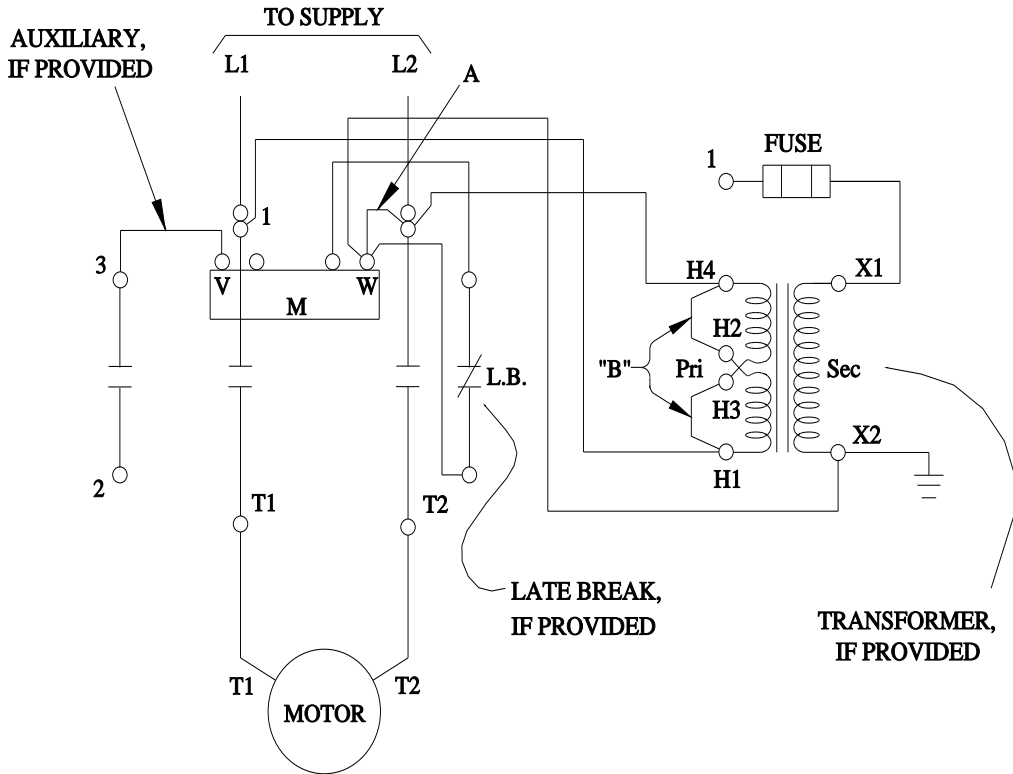 TO SUPPLY
AUXILIARY,
IF PROVIDED
L1
L2
A
1
1
FUSE
3
V
W
M
H4
X1
H2
"B"
Pri
Sec
H3
L.B.
X2
H1
2
T1
T2
LATE BREAK,
IF PROVIDED
TRANSFORMER,
IF PROVIDED
T1
T2
MOTOR